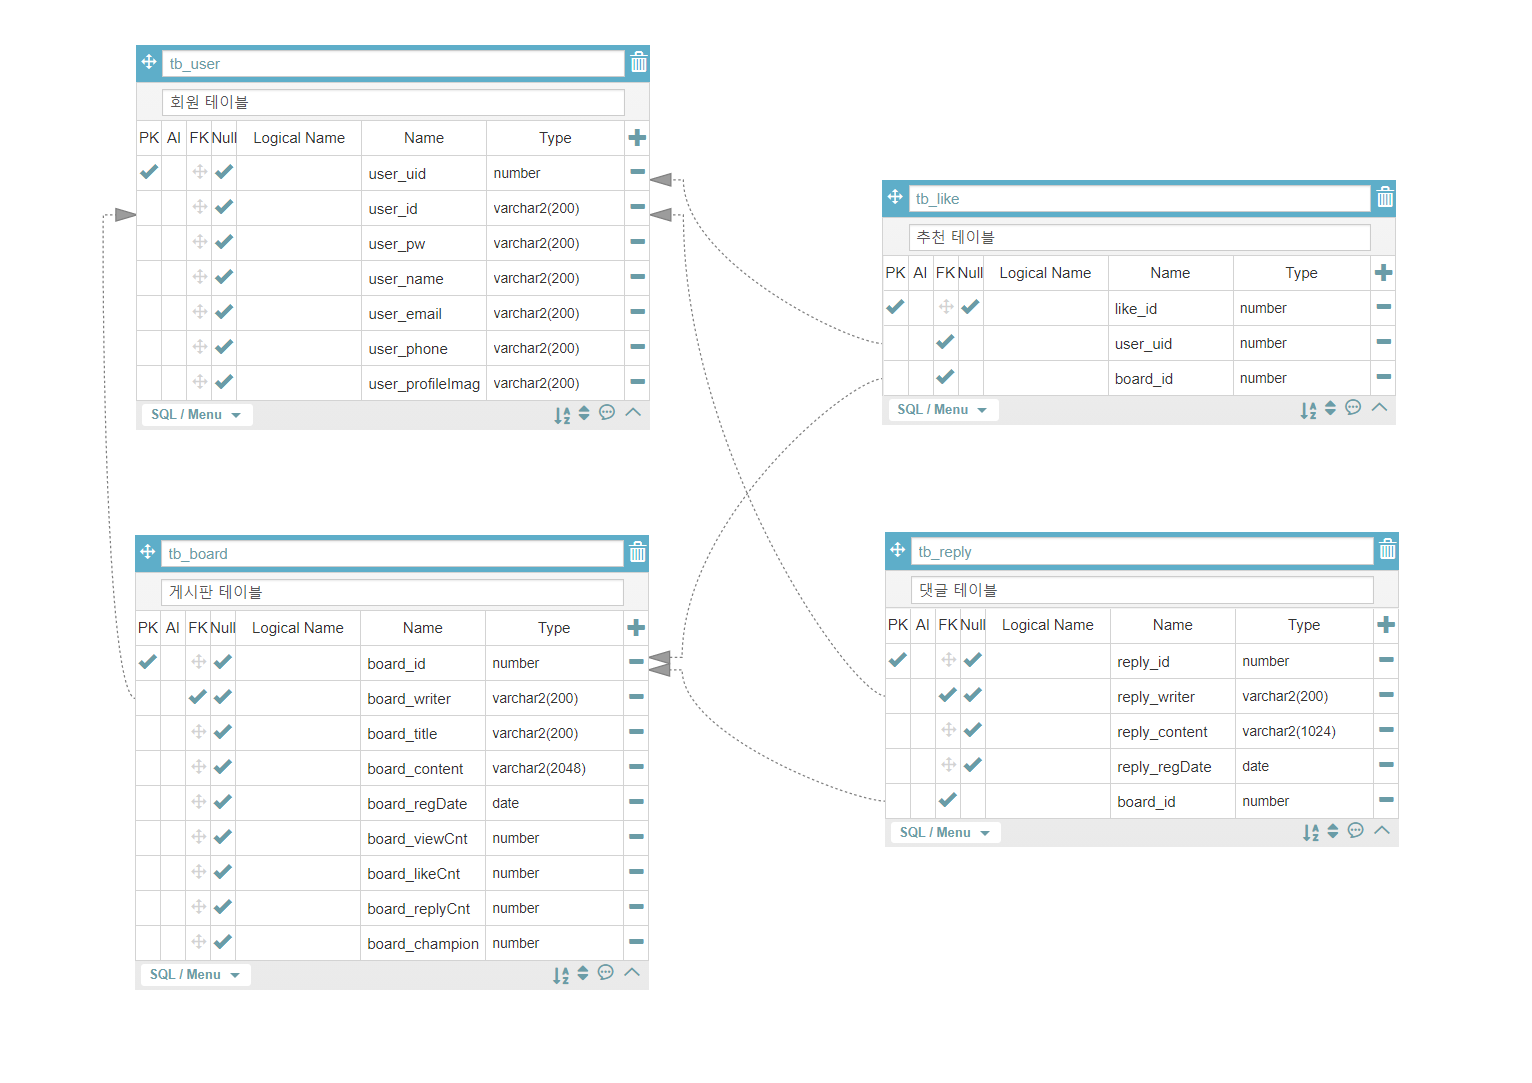 tb_user
회원 테이블
PK AI FK Null Logical Name Name Type
user_uid number
user_id varchar2(200)
user_pw varchar2(200)
user_name varchar2(200)
user_email varchar2(200)
user_phone varchar2(200)
user_profileImag varchar2(200)
SQL / Menu
tb_like
추천 테이블
PK AI FK Null Logical Name Name Type
like_id number
user_uid number
board_id number
SQL / Menu
tb_board
게시판 테이블
PK AI FK Null Logical Name Name Type
board_id number
board_writer varchar2(200)
board_title varchar2(200)
board_content varchar2(2048)
board_regDate date
board_viewCnt number
board_likeCnt number
board_replyCnt number
board_champion number
SQL / Menu
tb_reply
댓글 테이블
PK AI FK Null Logical Name Name Type
reply_id number
reply_writer varchar2(200)
reply_content varchar2(1024)
reply_regDate date
board_id number
SQL / Menu